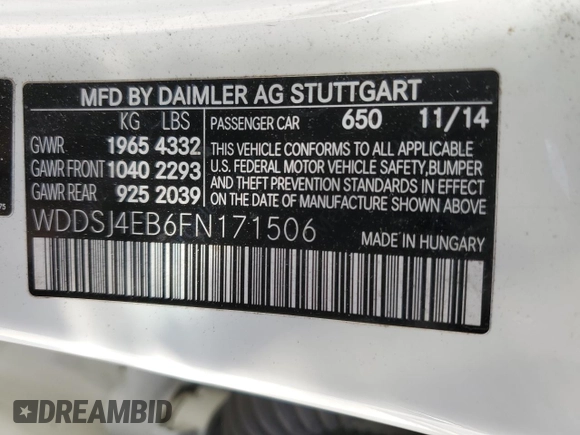 MFD BY DAIMLER AG STUTTGART
KG LBS
GVWR 1965 4332
GAWR FRONT 1040 2293
GAWR REAR 925 2039
PASSENGER CAR 650 11/14
THIS VEHICLE CONFORMS TO ALL APPLICABLE
U.S. FEDERAL MOTOR VEHICLE SAFETY,BUMPER
AND THEFT PREVENTION STANDARDS IN EFFECT
ON THE DATE OF MANUFACTURE SHOWN ABOVE.
WDDSJ4EB6FN171506
MADE IN HUNGARY
75
DREAMBID